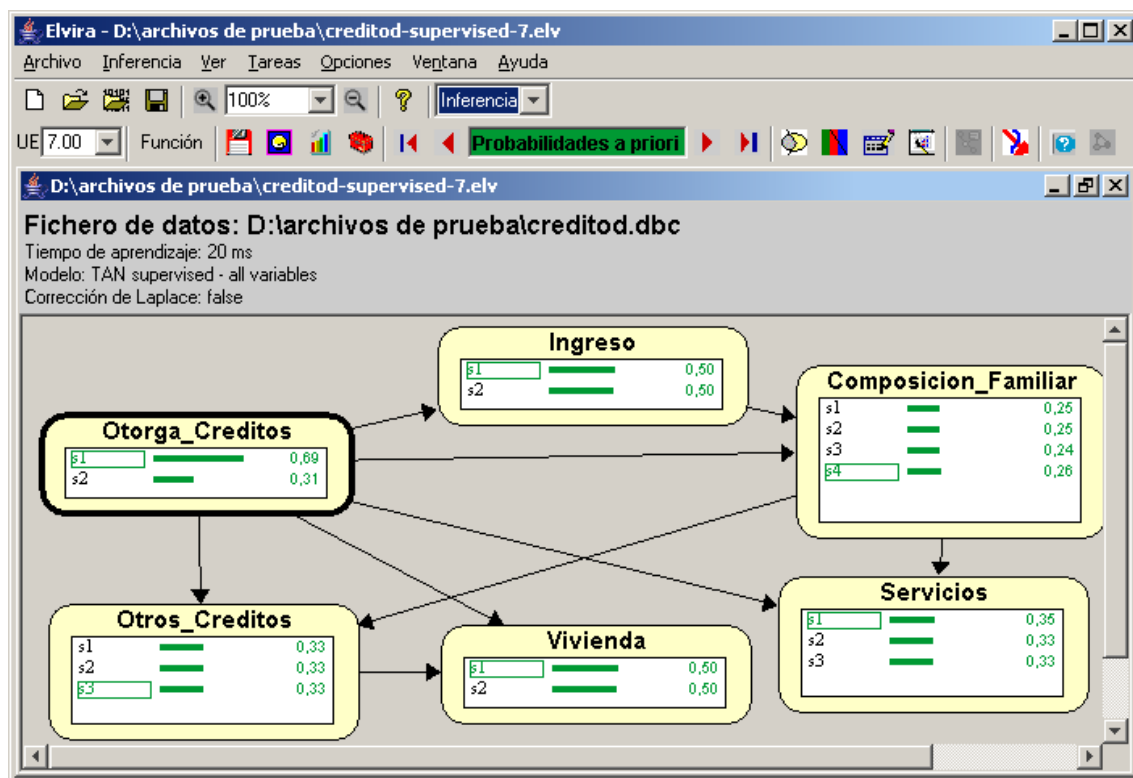 Elvira - D:\archivos de prueba\creditod-supervised-7.elv
Archivo Inferencia Ver Tareas Opciones Ventana Ayuda
100% Inferencia
UE 7.00 Función Probabilidades a priori
D:\archivos de prueba\creditod-supervised-7.elv
Fichero de datos: D:\archivos de prueba\creditod.dbc
Tiempo de aprendizaje: 20 ms
Modelo: TAN supervised - all variables
Corrección de Laplace: false
Ingreso
s1 0,50
s2 0,50
Composicion_Familiar
s1 0,25
s2 0,25
s3 0,24
s4 0,26
Otorga_Creditos
s1 0,69
s2 0,31
Otros_Creditos
s1 0,33
s2 0,33
s3 0,33
Vivienda
s1 0,50
s2 0,50
Servicios
s1 0,35
s2 0,33
s3 0,33